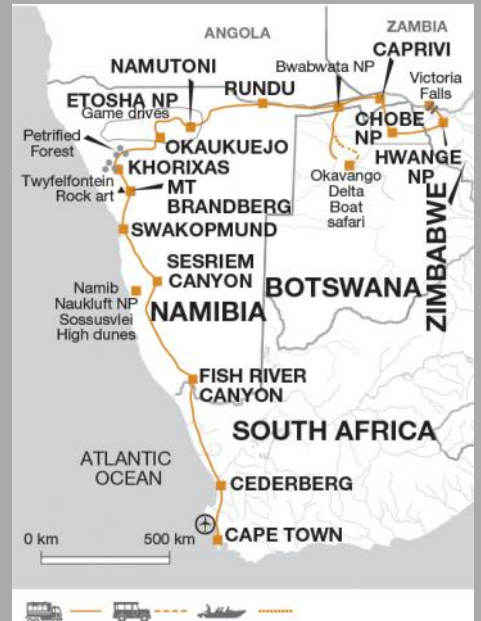 ANGOLA
ZAMBIA
NAMUTONI
Bwabwata NP
CAPRIVI
ETOSHA NP
Game drives
RUNDU
Victoria
Falls
Petrified
Forest
OKAUKUEJO
CHOBE
NP
KHORIXAS
HWANGE
NP
Twyfelfontein
Rock art
MT
BRANDBERG
Okavango
Delta
Boat
safari
SWAKOPMUND
ZIMBABWE
SESRIEM
CANYON
BOTSWANA
Namib
Naukluft NP
Sossusvlei
High dunes
NAMIBIA
FISH RIVER
CANYON
SOUTH AFRICA
ATLANTIC
OCEAN
CEDERBERG
CAPE TOWN
0 km
500 km